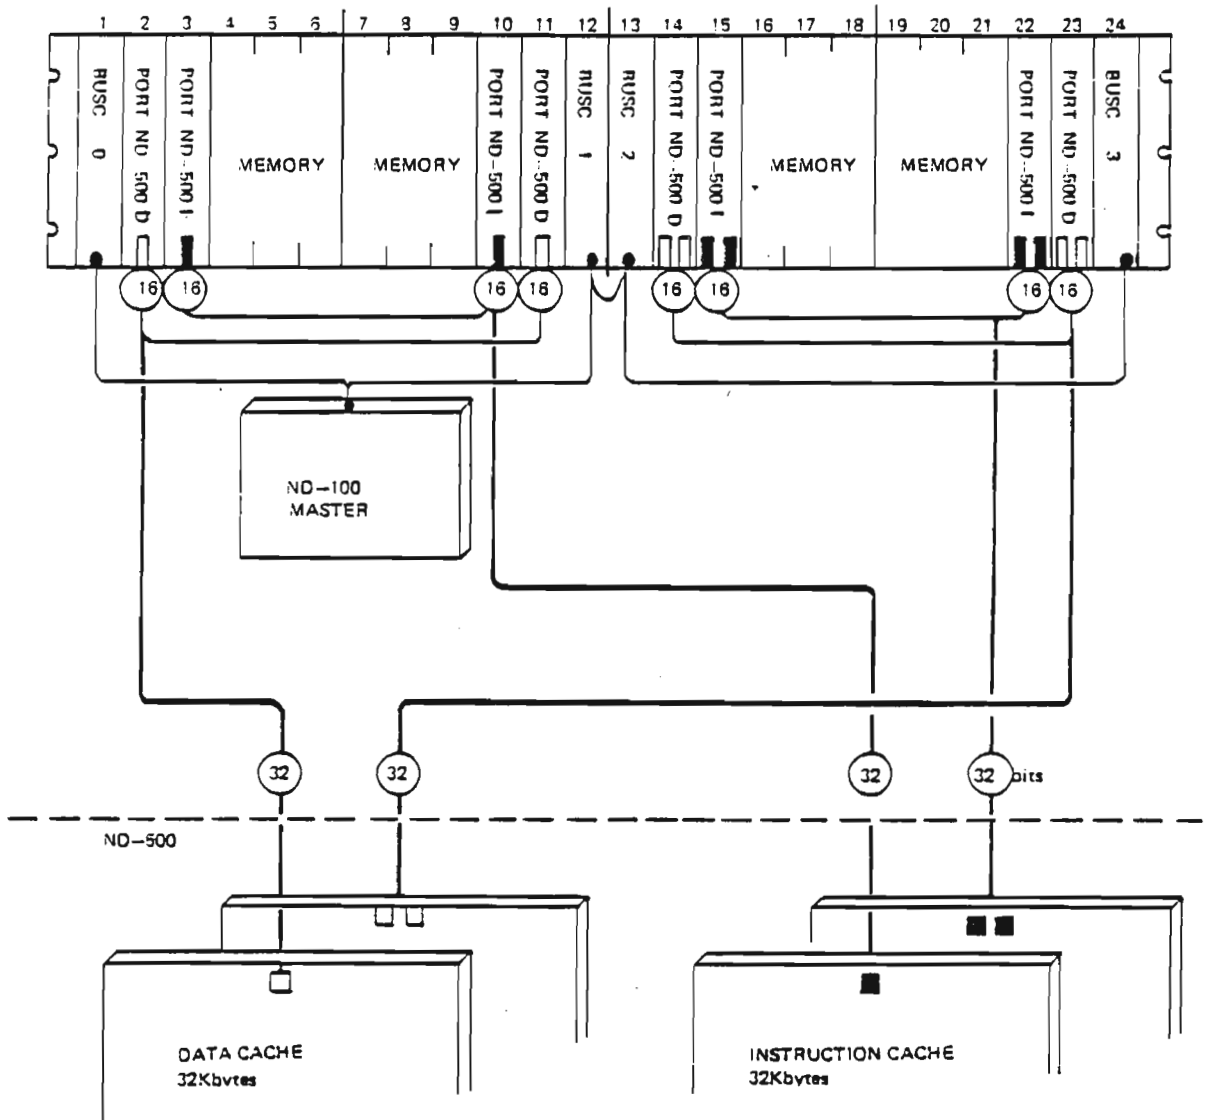 1 2 3 4 5 6 7 8 9 10 11 12 13 14 15 16 17 18 19 20 21 22 23 24
BUSC 0
PORT ND-500 D
PORT ND-500 I
MEMORY
MEMORY
PORT ND-500 I
PORT ND-500 D
BUSC 1
BUSC 2
PORT ND-500 D
PORT ND-500 I
MEMORY
MEMORY
PORT ND-500 I
PORT ND-500 D
BUSC 3
16 16 16 16 16 16 16 16
ND-100
MASTER
32 32 32 32 bits
ND-500
DATA CACHE
32Kbytes
INSTRUCTION CACHE
32Kbytes